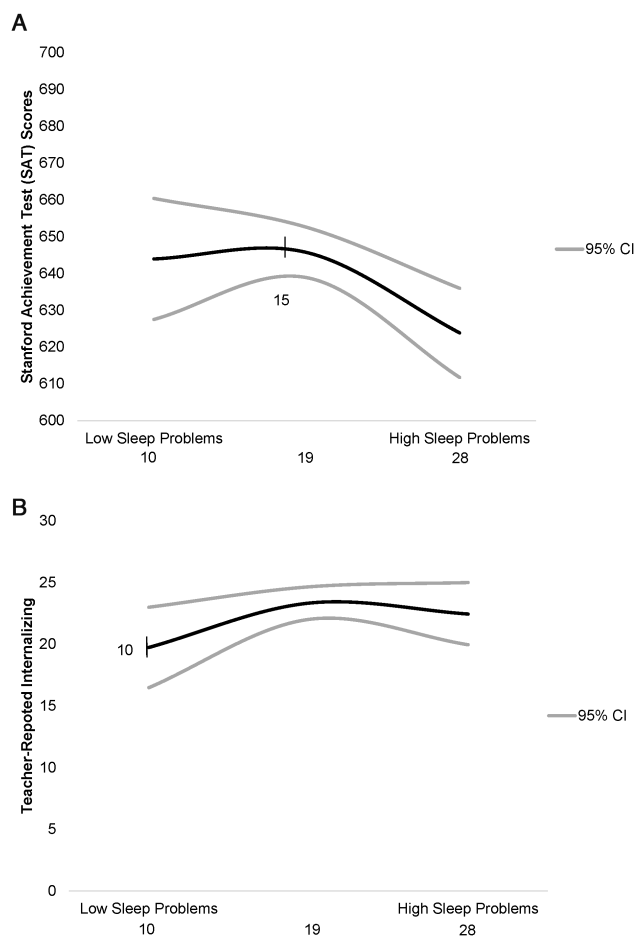 A
Stanford Achievement Test (SAT) Scores
700
690
680
670
660
650
640
630
620
610
600
15
95% CI
Low Sleep Problems
High Sleep Problems
10
19
28
B
Teacher-Repoted Internalizing
30
25
20
15
10
5
0
10
95% CI
Low Sleep Problems
High Sleep Problems
10
19
28